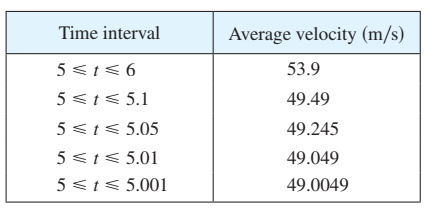 Time interval Average velocity (m/s)
5 ⩽ t ⩽ 6 53.9
5 ⩽ t ⩽ 5.1 49.49
5 ⩽ t ⩽ 5.05 49.245
5 ⩽ t ⩽ 5.01 49.049
5 ⩽ t ⩽ 5.001 49.0049